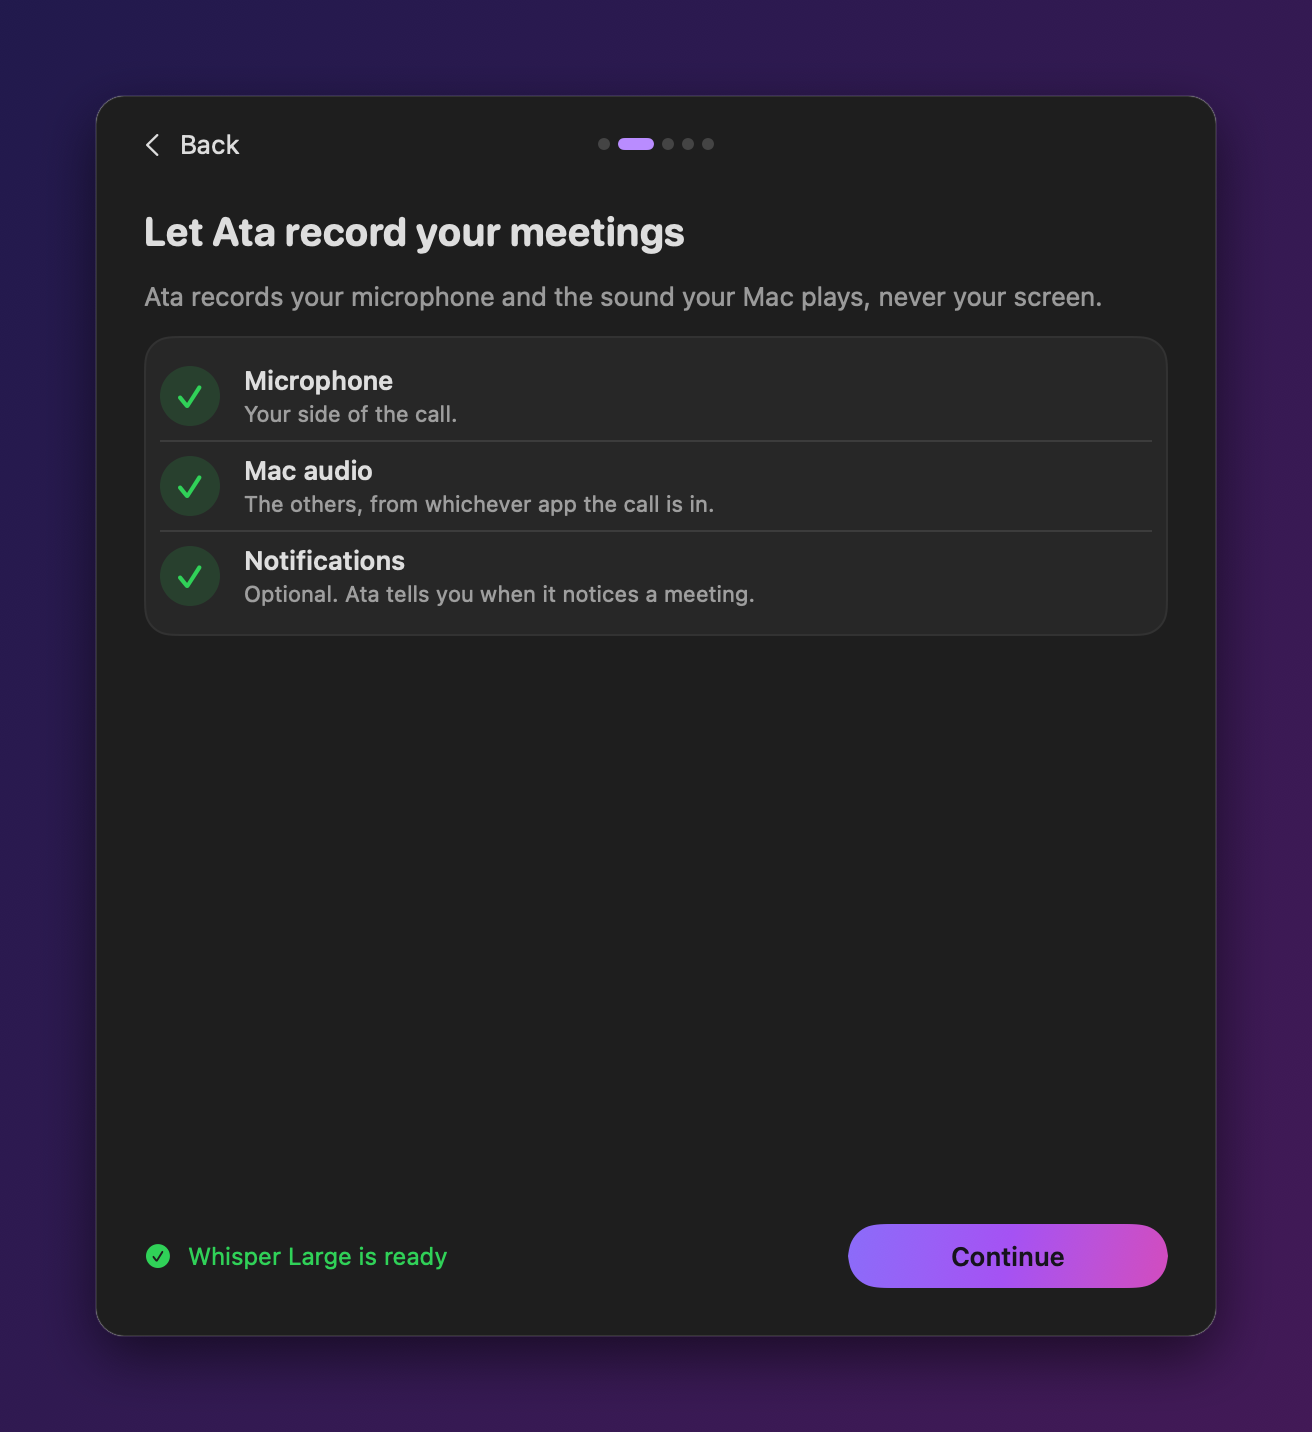 Back
Let Ata record your meetings
Ata records your microphone and the sound your Mac plays, never your screen.
Microphone
Your side of the call.
Mac audio
The others, from whichever app the call is in.
Notifications
Optional. Ata tells you when it notices a meeting.
Whisper Large is ready
Continue